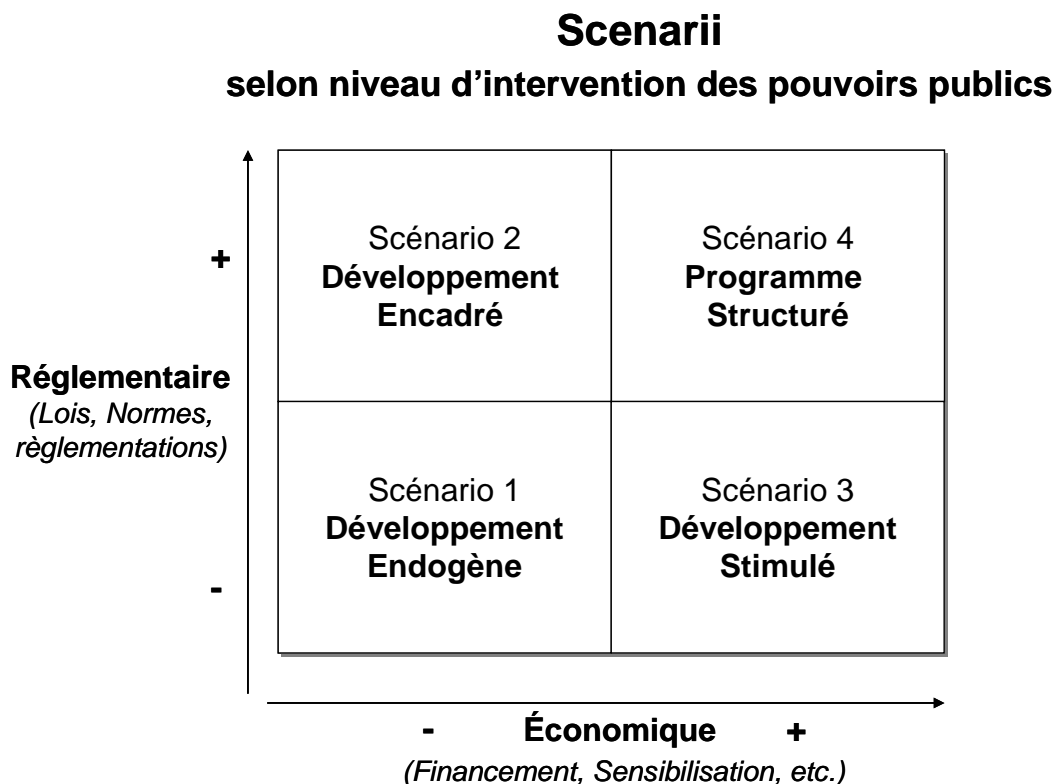 Scenarii
selon niveau d'intervention des pouvoirs publics
+
Réglementaire
(Lois, Normes,
règlementations)
-
Scénario 2
Développement
Encadré
Scénario 4
Programme
Structuré
Scénario 1
Développement
Endogène
Scénario 3
Développement
Stimulé
- Économique +
(Financement, Sensibilisation, etc.)